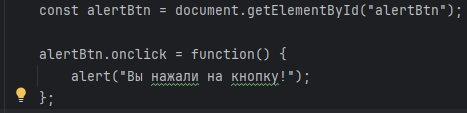 const alertBtn = document.getElementById("alertBtn");
alertBtn.onclick = function() {
alert("Вы нажали на кнопку!");
};